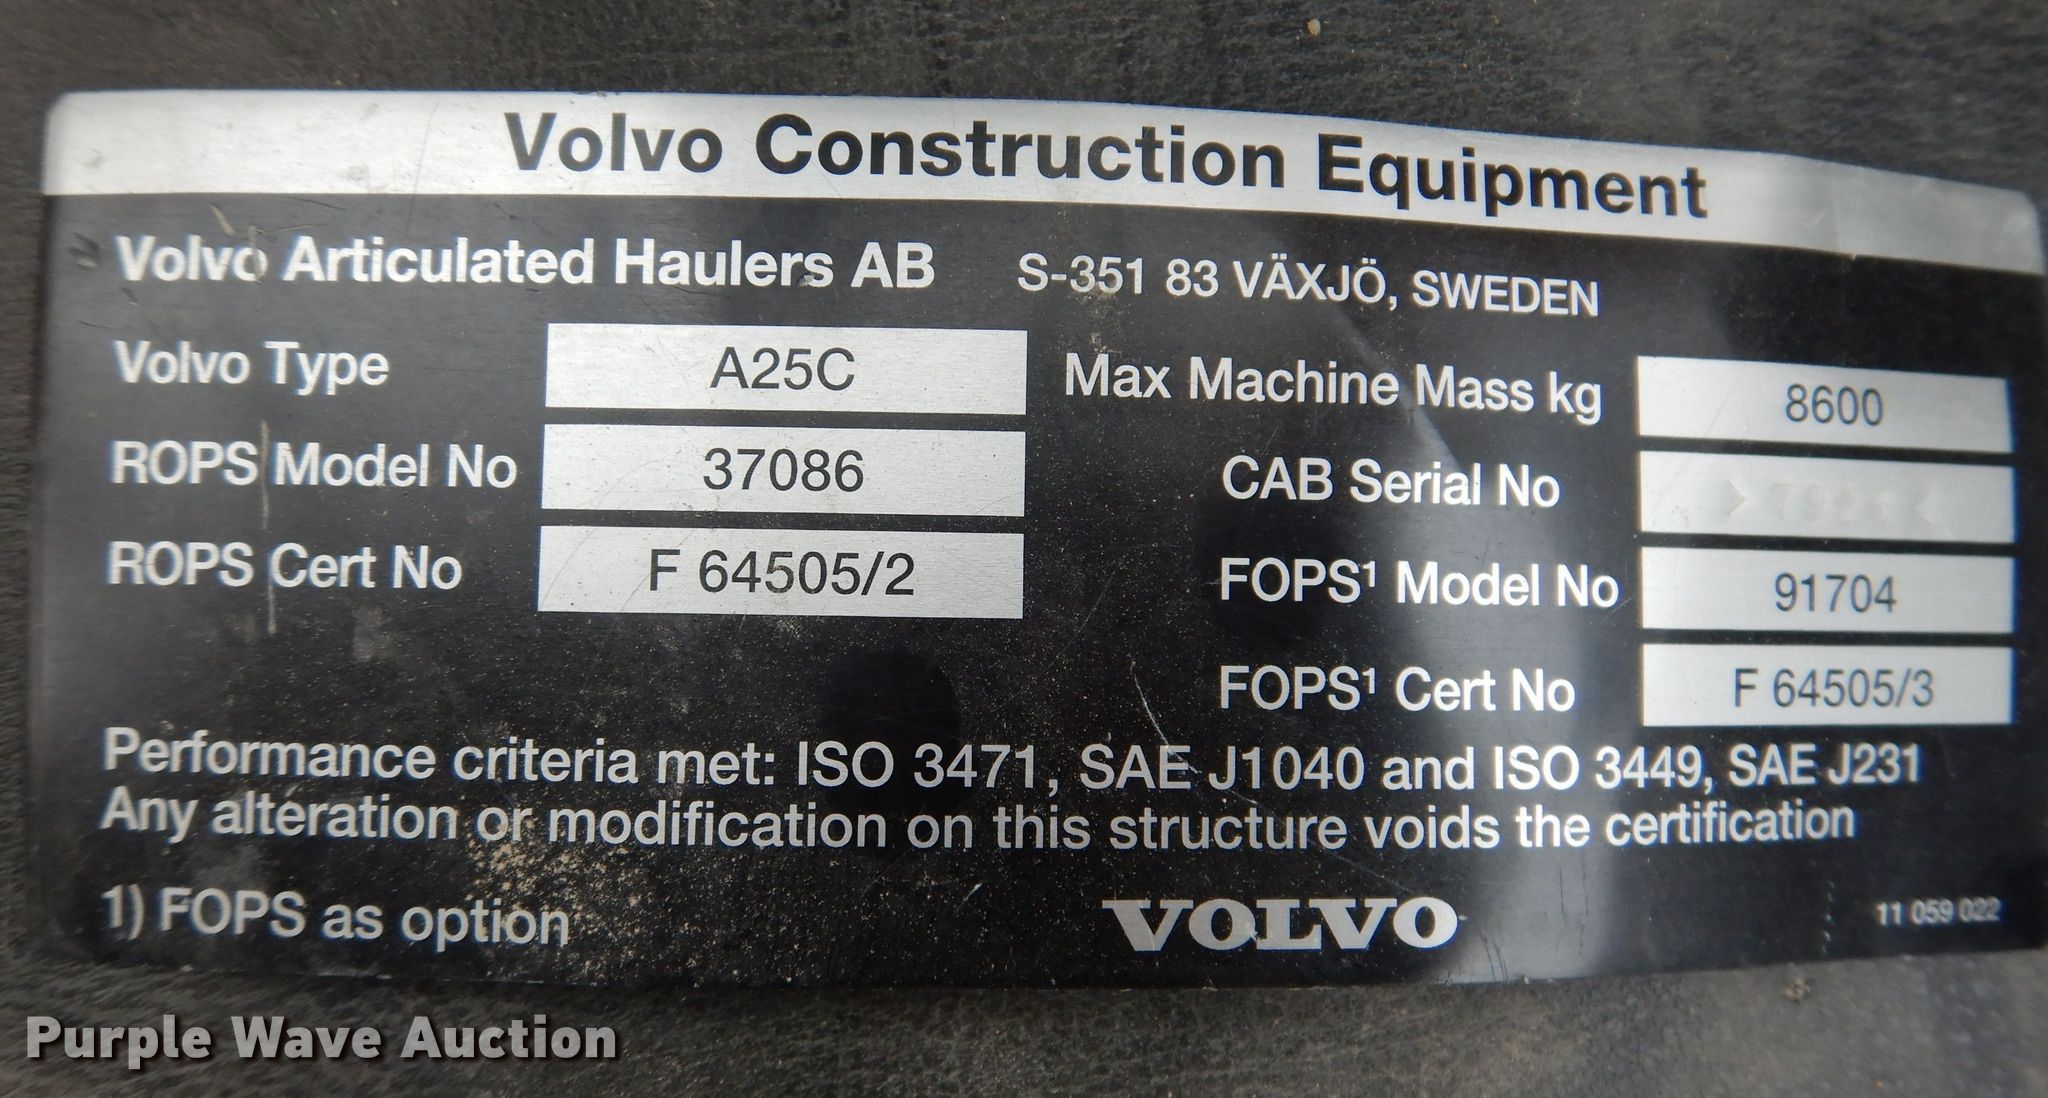 Volvo Construction Equipment
Volvo Articulated Haulers AB S-351 83 VÄXJÖ, SWEDEN
Volvo Type A25C Max Machine Mass kg 8600
ROPS Model No 37086 CAB Serial No
ROPS Cert No F 64505/2 FOPS¹ Model No 91704
FOPS¹ Cert No F 64505/3
Performance criteria met: ISO 3471, SAE J1040 and ISO 3449, SAE J231
Any alteration or modification on this structure voids the certification
1) FOPS as option VOLVO 11 059 022
Purple Wave Auction